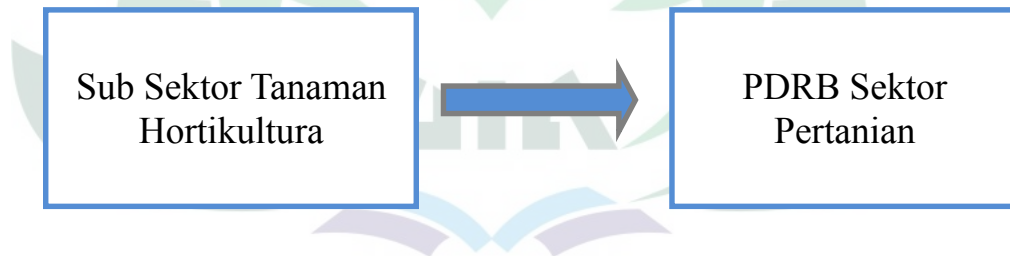 Sub Sektor Tanaman
Hortikultura
PDRB Sektor
Pertanian